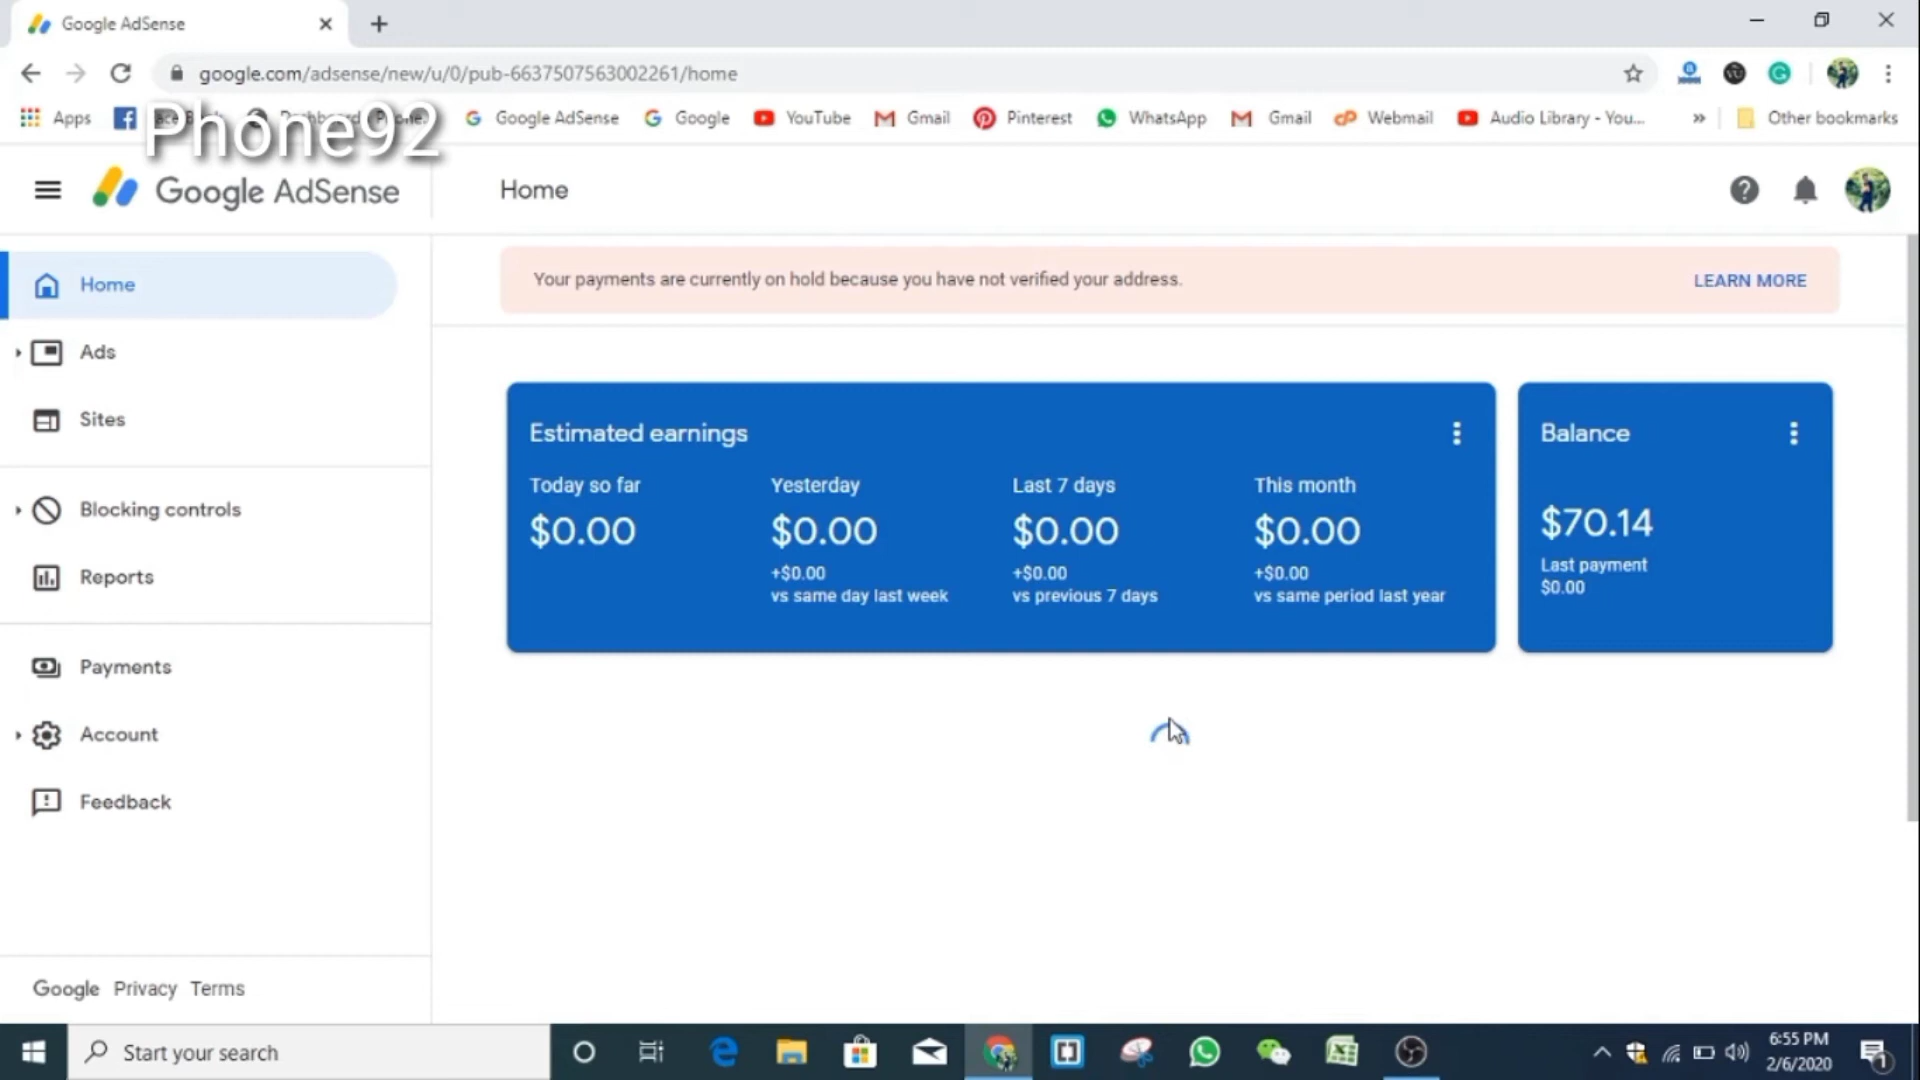 Google AdSense
google.com/adsense/new/u/0/pub-6637507563002261/home
Apps
Google AdSense
Google
YouTube
Gmail
Pinterest
WhatsApp
Gmail
Webmail
Audio Library - You...
Other bookmarks
Phone92
Google AdSense
Home
Home
Ads
Sites
Blocking controls
Reports
Payments
Account
Feedback
Google Privacy Terms
Your payments are currently on hold because you have not verified your address.
LEARN MORE
Estimated earnings
Today so far
$0.00
Yesterday
$0.00
+$0.00
vs same day last week
Last 7 days
$0.00
+$0.00
vs previous 7 days
This month
$0.00
+$0.00
vs same period last year
Balance
$70.14
Last payment
$0.00
Start your search
6:55 PM
2/6/2020
1